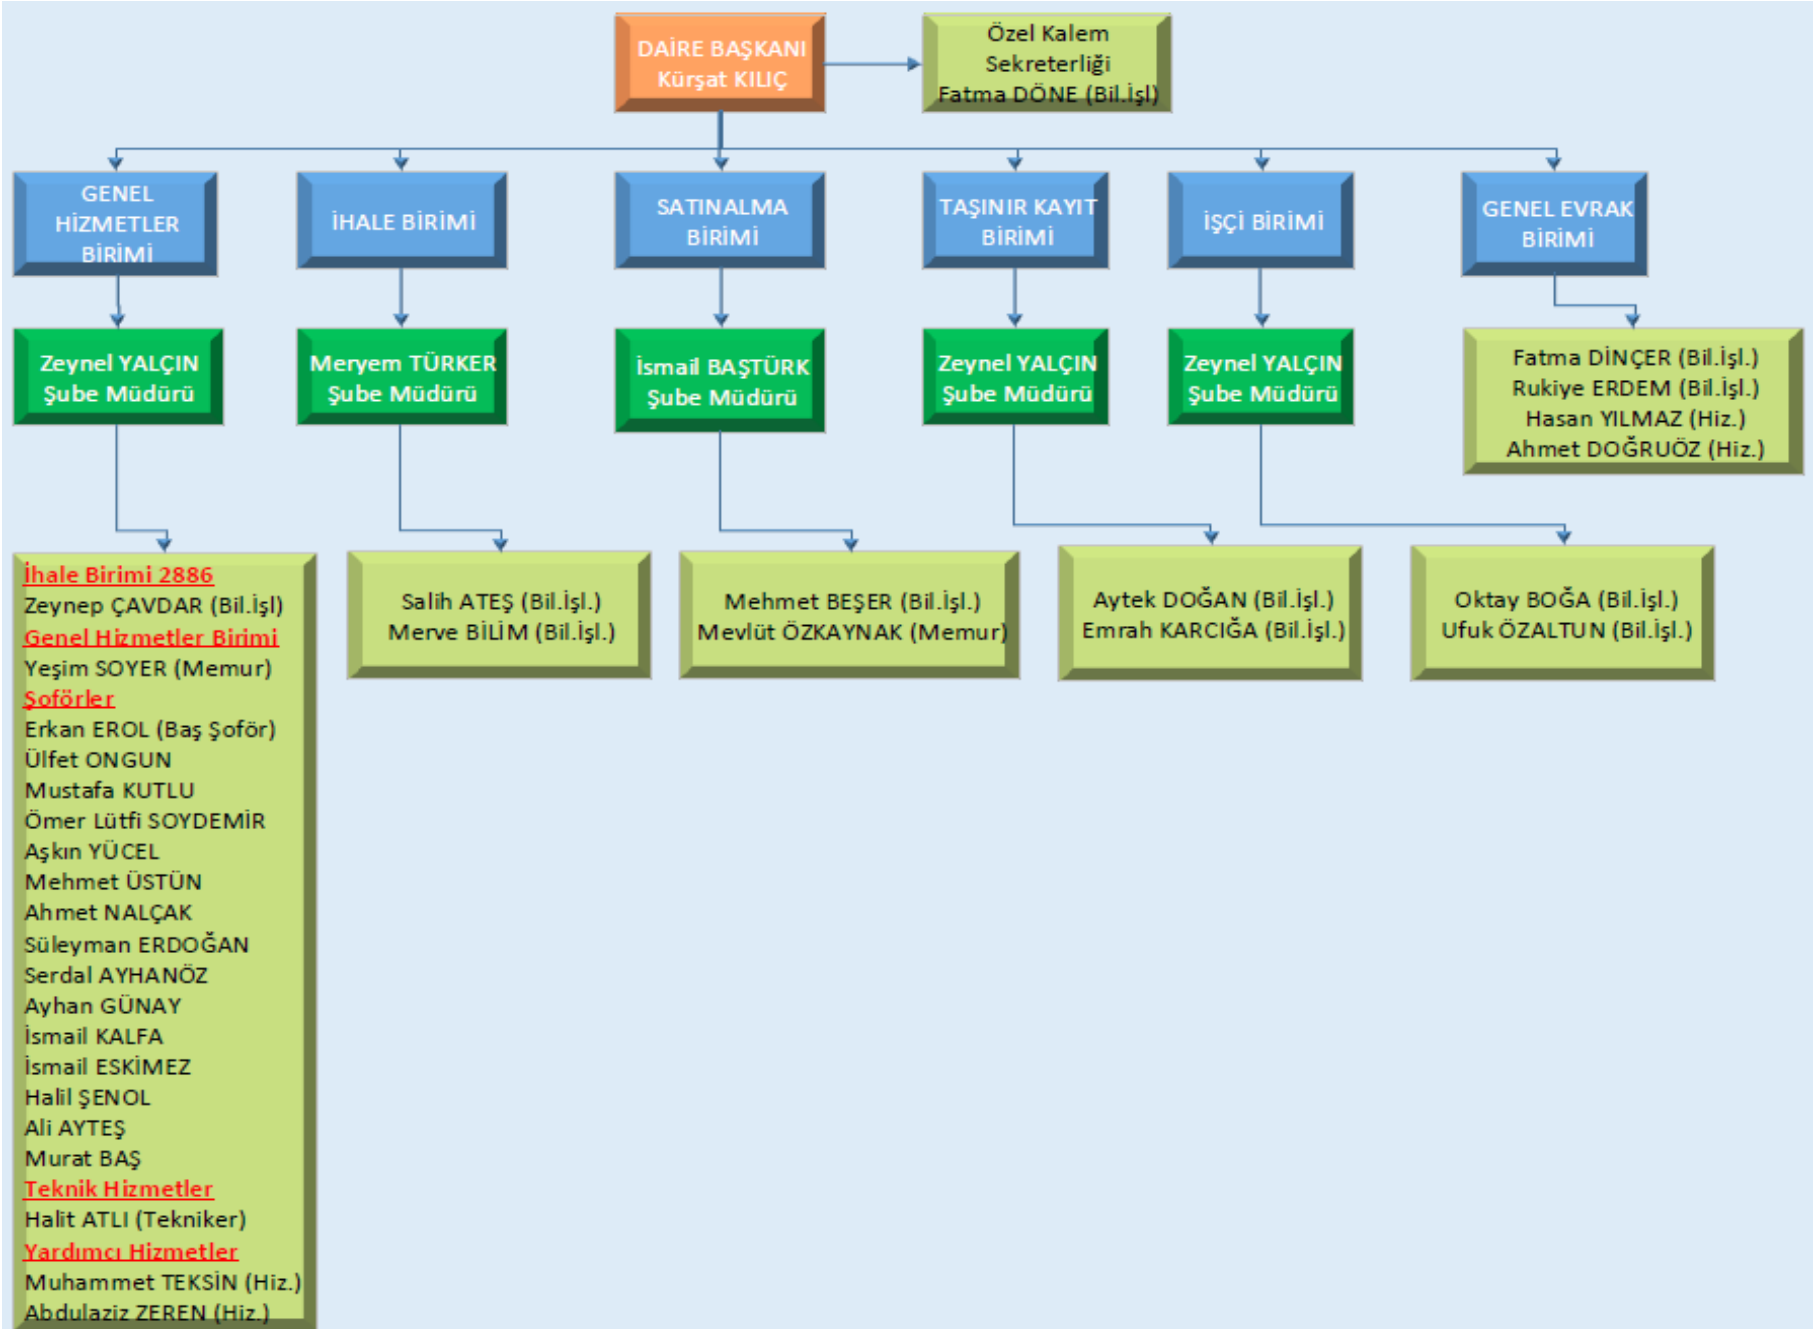 DAİRE BAŞKANI
Kürşat KILIÇ
Özel Kalem
Sekreterliği
Fatma DÖNE (Bil.İşl)
GENEL
HİZMETLER
BİRİMİ
İHALE BİRİMİ
SATINALMA
BİRİMİ
TAŞINIR KAYIT
BİRİMİ
İŞÇİ BİRİMİ
GENEL EVRAK
BİRİMİ
Zeynel YALÇIN
Şube Müdürü
Meryem TÜRKER
Şube Müdürü
İsmail BAŞTÜRK
Şube Müdürü
Zeynel YALÇIN
Şube Müdürü
Zeynel YALÇIN
Şube Müdürü
Fatma DİNÇER (Bil.İşl.)
Rukiye ERDEM (Bil.İşl.)
Hasan YILMAZ (Hiz.)
Ahmet DOĞRUÖZ (Hiz.)
İhale Birimi 2886
Zeynep ÇAVDAR (Bil.İşl)
Genel Hizmetler Birimi
Yeşim SOYER (Memur)
Şoförler
Erkan EROL (Baş Şoför)
Ülfet ONGUN
Mustafa KUTLU
Ömer Lütfi SOYDEMİR
Aşkın YÜCEL
Mehmet ÜSTÜN
Ahmet NALÇAK
Süleyman ERDOĞAN
Serdal AYHANÖZ
Ayhan GÜNAY
İsmail KALFA
İsmail ESKİMEZ
Halil ŞENOL
Ali AYTEŞ
Murat BAŞ
Teknik Hizmetler
Halit ATLI (Tekniker)
Yardımcı Hizmetler
Muhammet TEKSİN (Hiz.)
Abdulaziz ZEREN (Hiz.)
Salih ATEŞ (Bil.İşl.)
Merve BİLİM (Bil.İşl.)
Mehmet BEŞER (Bil.İşl.)
Mevlüt ÖZKAYNAK (Memur)
Aytek DOĞAN (Bil.İşl.)
Emrah KARCIĞA (Bil.İşl.)
Oktay BOĞA (Bil.İşl.)
Ufuk ÖZALTUN (Bil.İşl.)